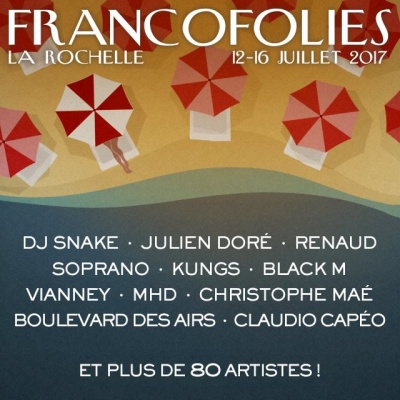 FRANCOFOLIES
LA ROCHELLE 12-16 JUILLET 2017
DJ SNAKE · JULIEN DORÉ · RENAUD
SOPRANO · KUNGS · BLACK M
VIANNEY · MHD · CHRISTOPHE MAÉ
BOULEVARD DES AIRS · CLAUDIO CAPÉO
ET PLUS DE 80 ARTISTES !